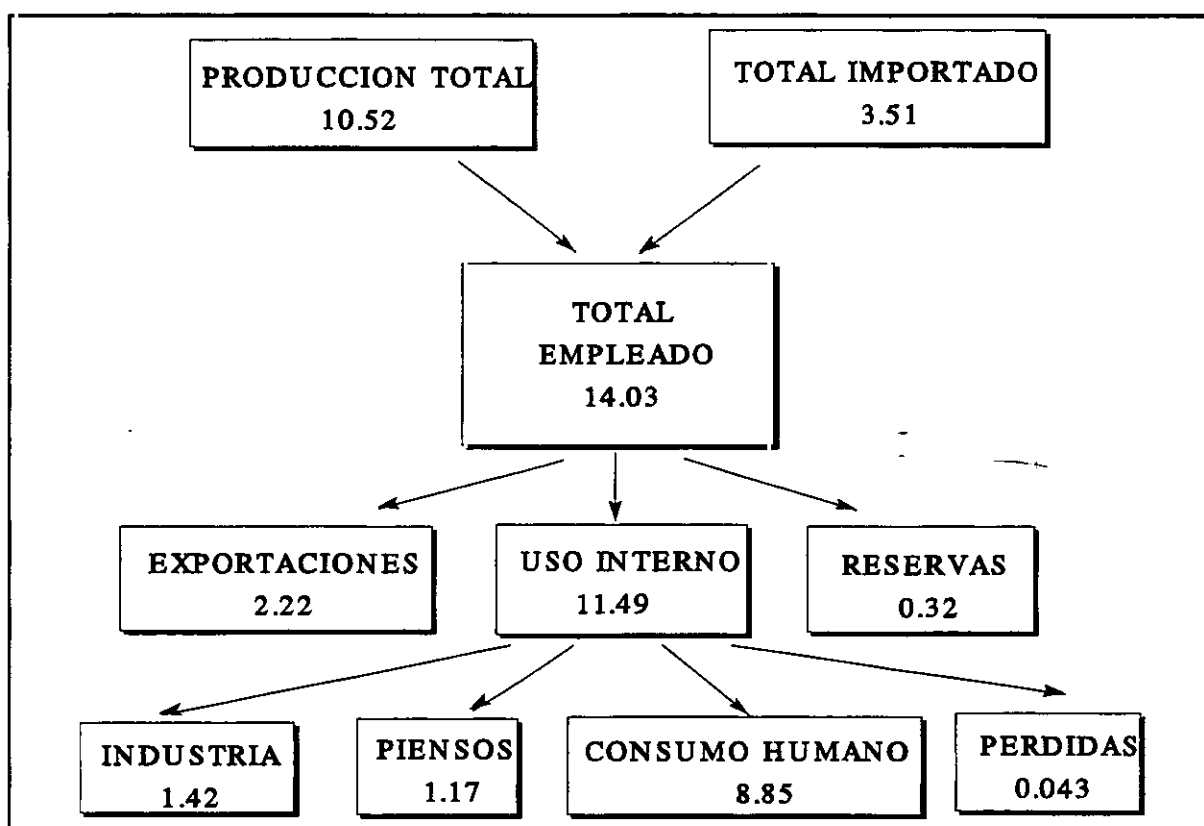 PRODUCCION TOTAL
10.52
TOTAL IMPORTADO
3.51
TOTAL
EMPLEADO
14.03
EXPORTACIONES
2.22
USO INTERNO
11.49
RESERVAS
0.32
INDUSTRIA
1.42
PIENSOS
1.17
CONSUMO HUMANO
8.85
PERDIDAS
0.043